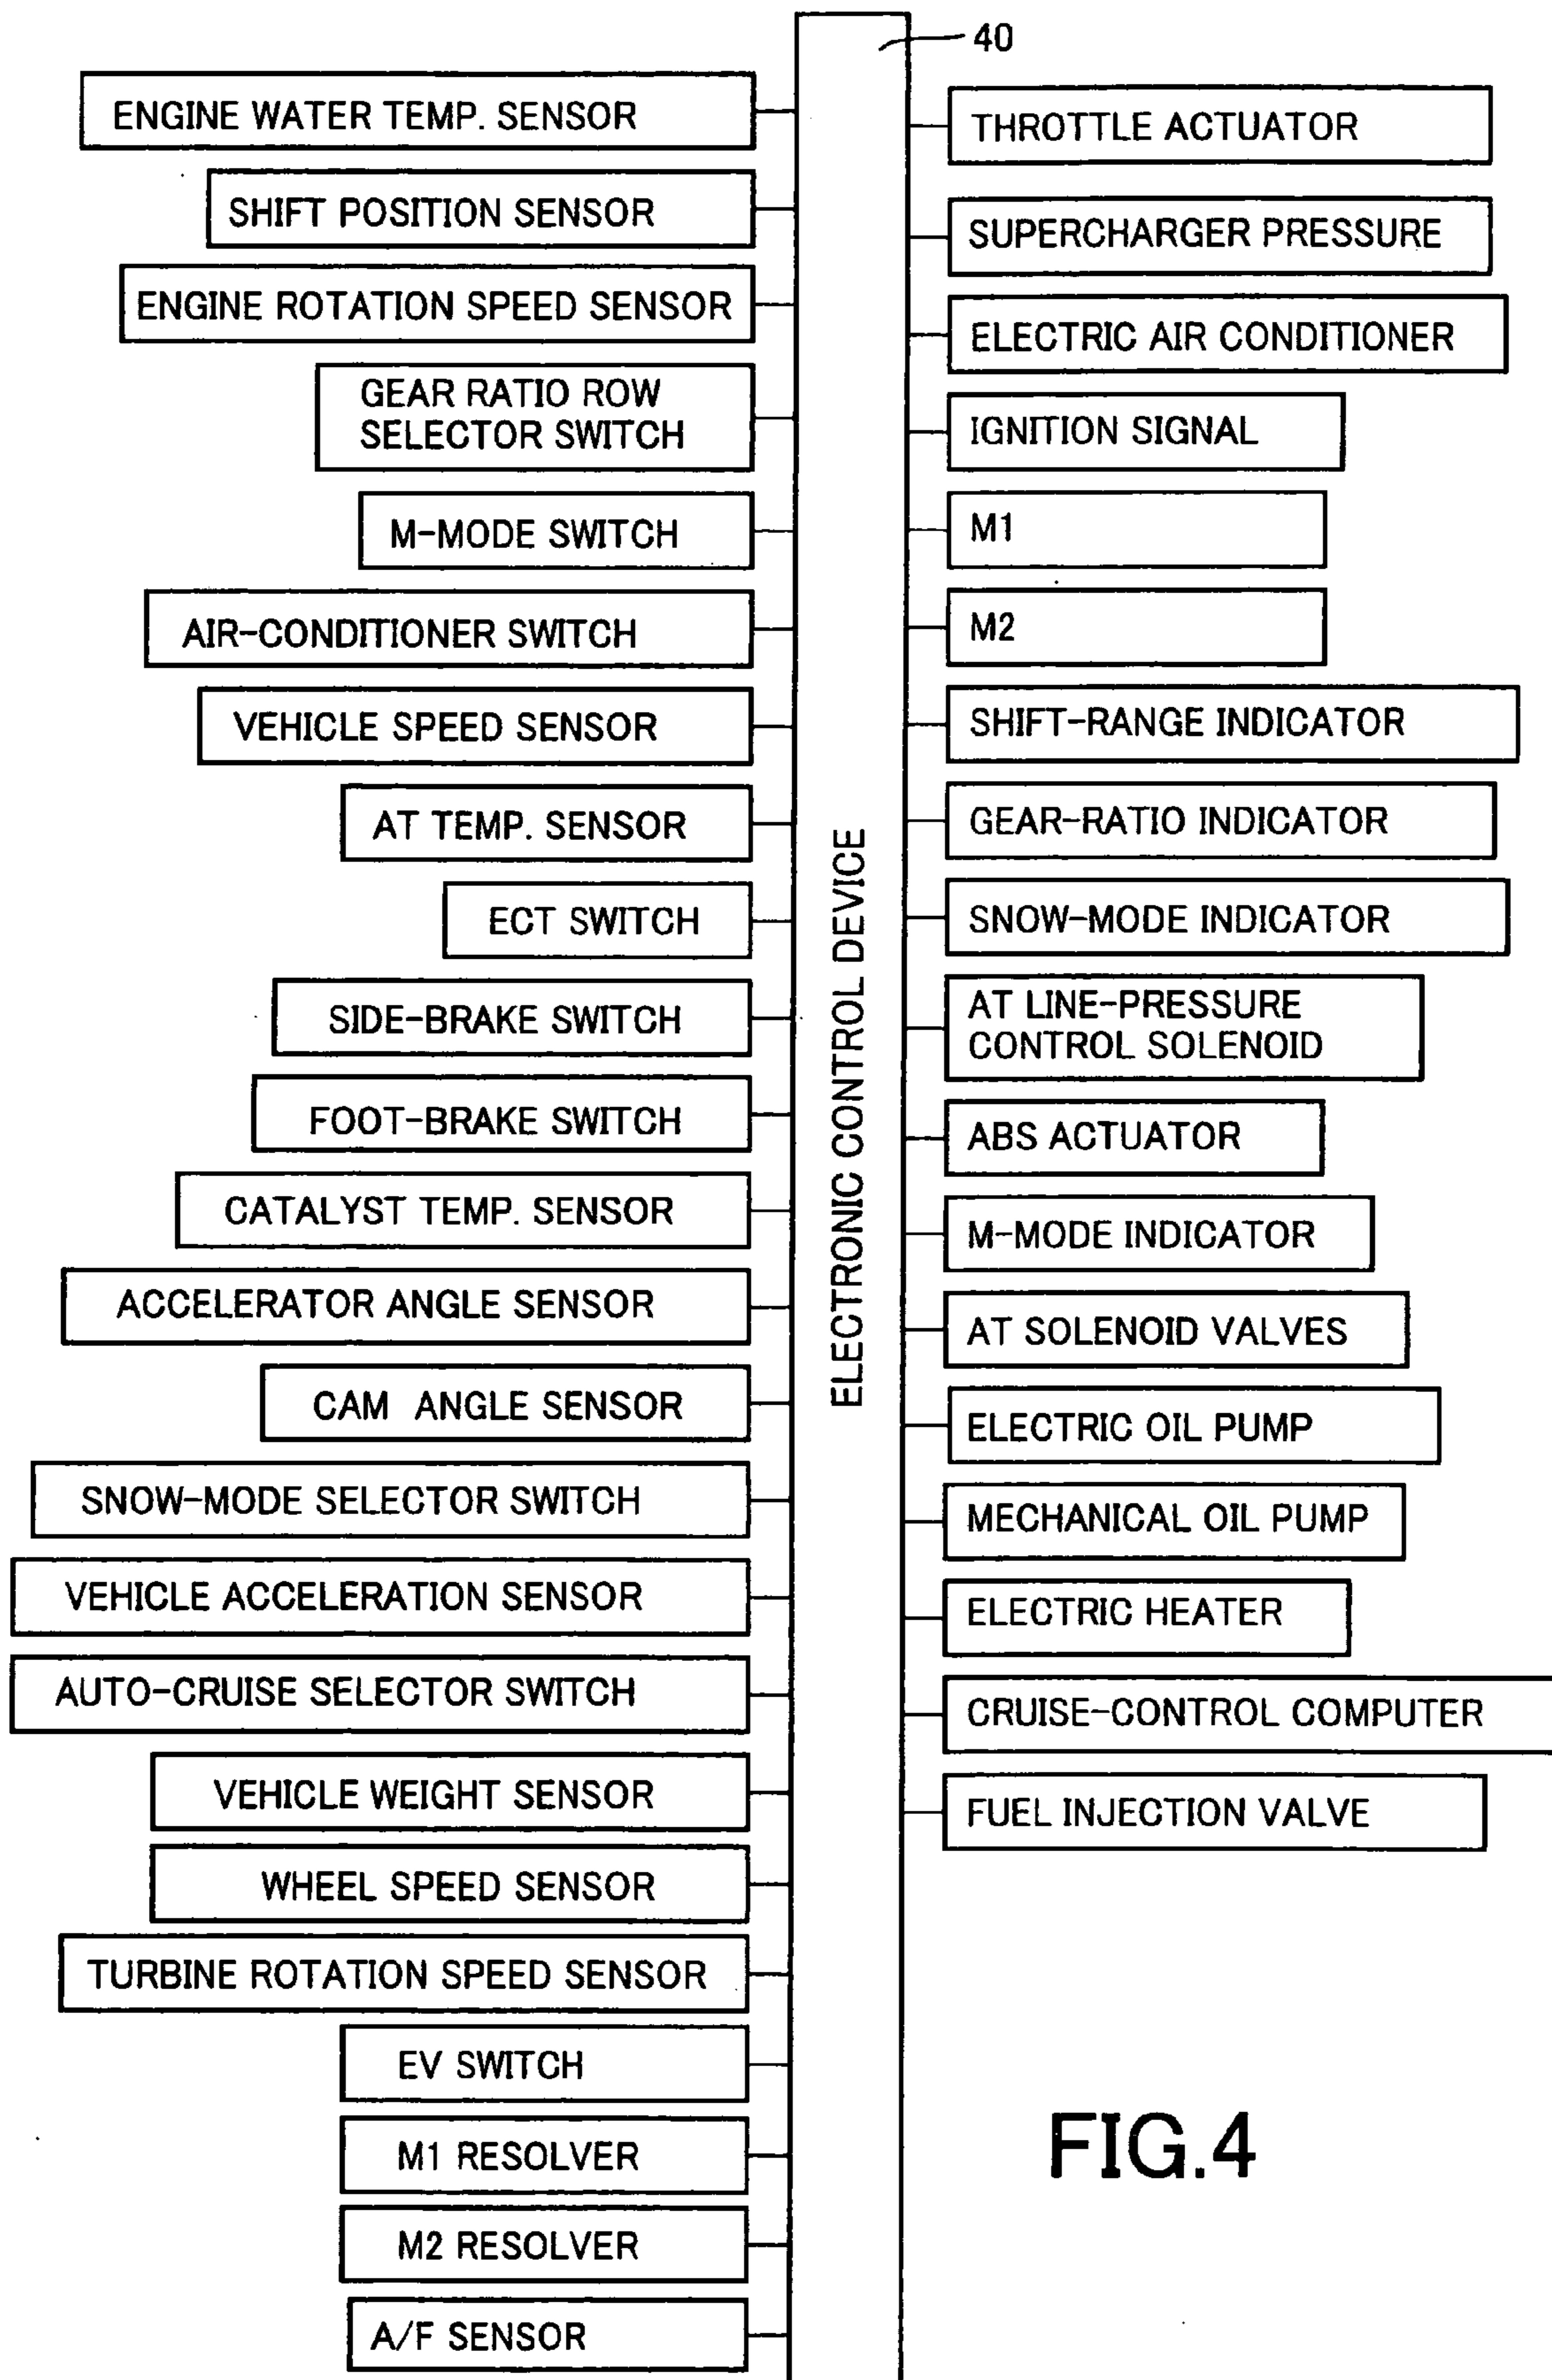 40
ENGINE WATER TEMP. SENSOR
SHIFT POSITION SENSOR
ENGINE ROTATION SPEED SENSOR
GEAR RATIO ROW
SELECTOR SWITCH
M-MODE SWITCH
AIR-CONDITIONER SWITCH
VEHICLE SPEED SENSOR
AT TEMP. SENSOR
ECT SWITCH
SIDE-BRAKE SWITCH
FOOT-BRAKE SWITCH
CATALYST TEMP. SENSOR
ACCELERATOR ANGLE SENSOR
CAM ANGLE SENSOR
SNOW-MODE SELECTOR SWITCH
VEHICLE ACCELERATION SENSOR
AUTO-CRUISE SELECTOR SWITCH
VEHICLE WEIGHT SENSOR
WHEEL SPEED SENSOR
TURBINE ROTATION SPEED SENSOR
EV SWITCH
M1 RESOLVER
M2 RESOLVER
A/F SENSOR
ELECTRONIC CONTROL DEVICE
THROTTLE ACTUATOR
SUPERCHARGER PRESSURE
ELECTRIC AIR CONDITIONER
IGNITION SIGNAL
M1
M2
SHIFT-RANGE INDICATOR
GEAR-RATIO INDICATOR
SNOW-MODE INDICATOR
AT LINE-PRESSURE
CONTROL SOLENOID
ABS ACTUATOR
M-MODE INDICATOR
AT SOLENOID VALVES
ELECTRIC OIL PUMP
MECHANICAL OIL PUMP
ELECTRIC HEATER
CRUISE-CONTROL COMPUTER
FUEL INJECTION VALVE
FIG.4